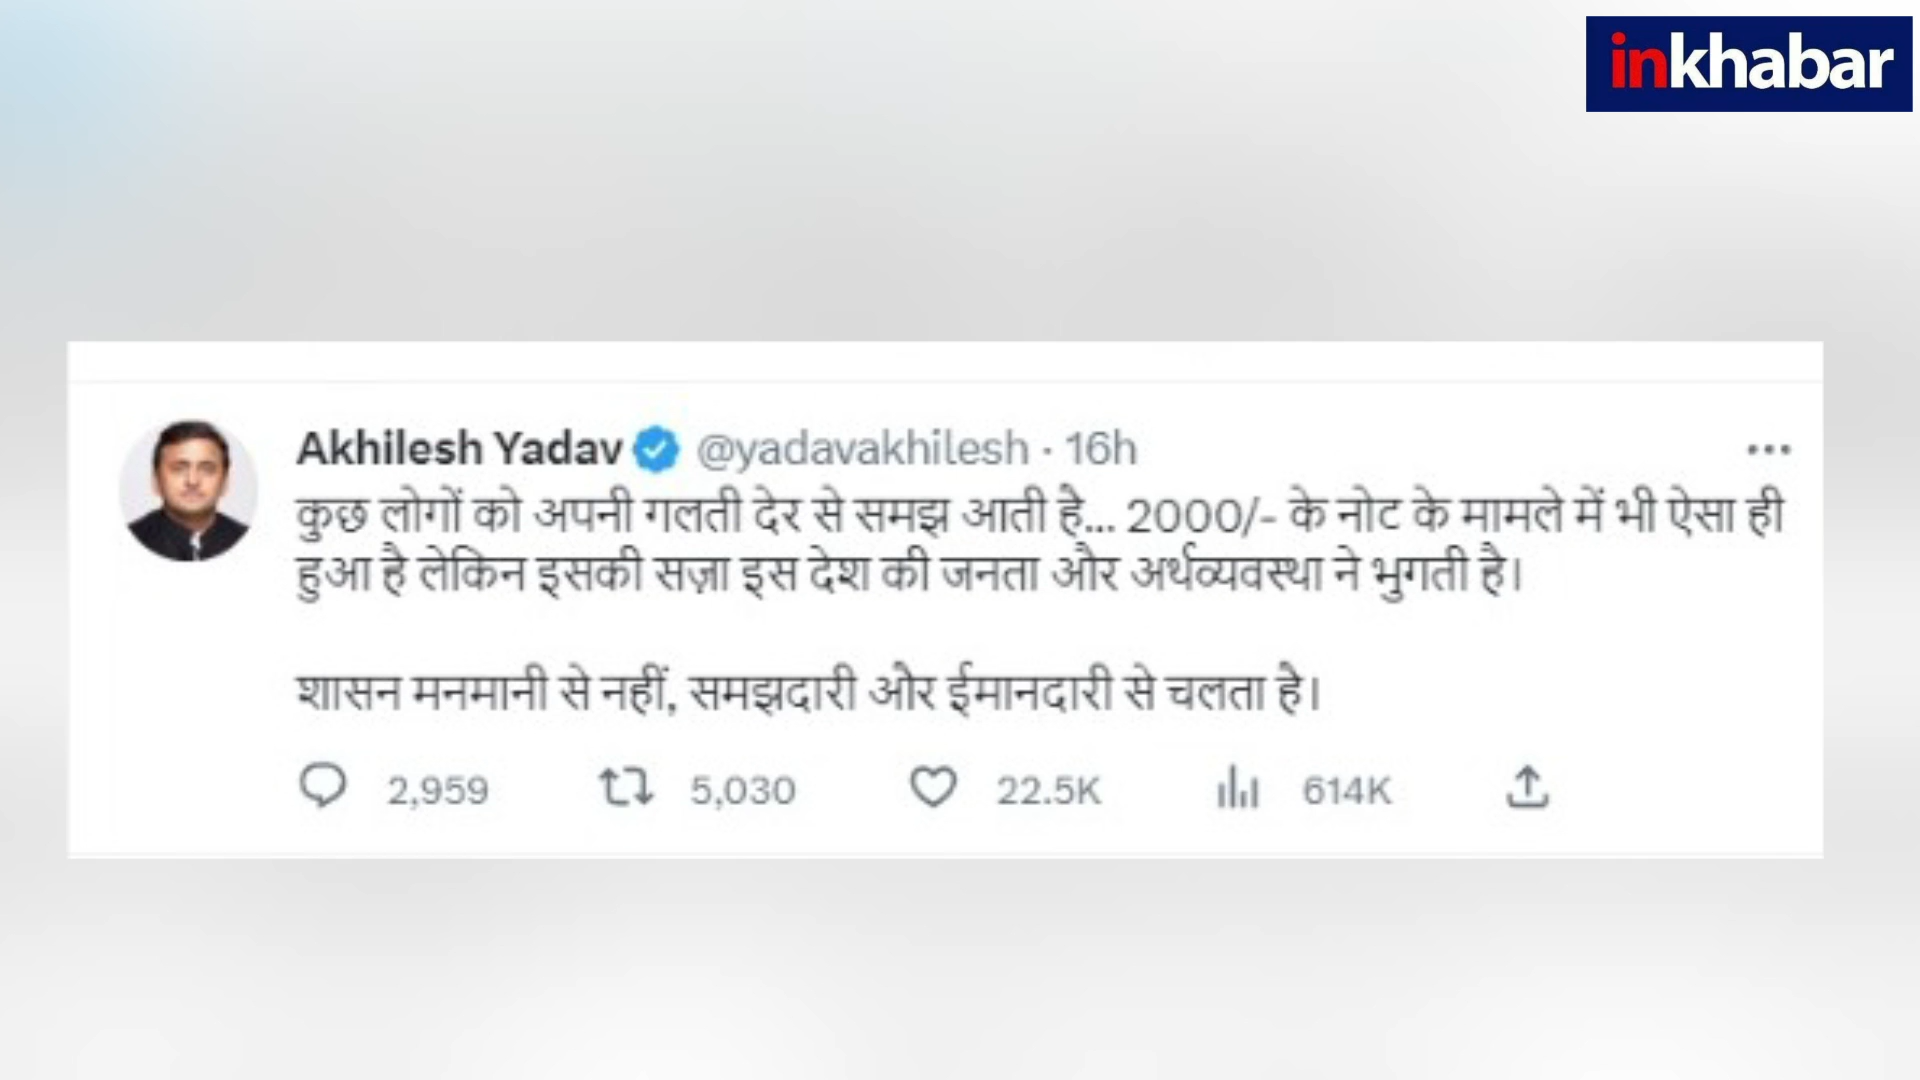 inkhabar
Akhilesh Yadav @yadavakhilesh · 16h
कुछ लोगों को अपनी गलती देर से समझ आती है... 2000/- के नोट के मामले में भी ऐसा ही
हुआ है लेकिन इसकी सज़ा इस देश की जनता और अर्थव्यवस्था ने भुगती है।
शासन मनमानी से नहीं, समझदारी और ईमानदारी से चलता है।
2,959 5,030 22.5K 614K